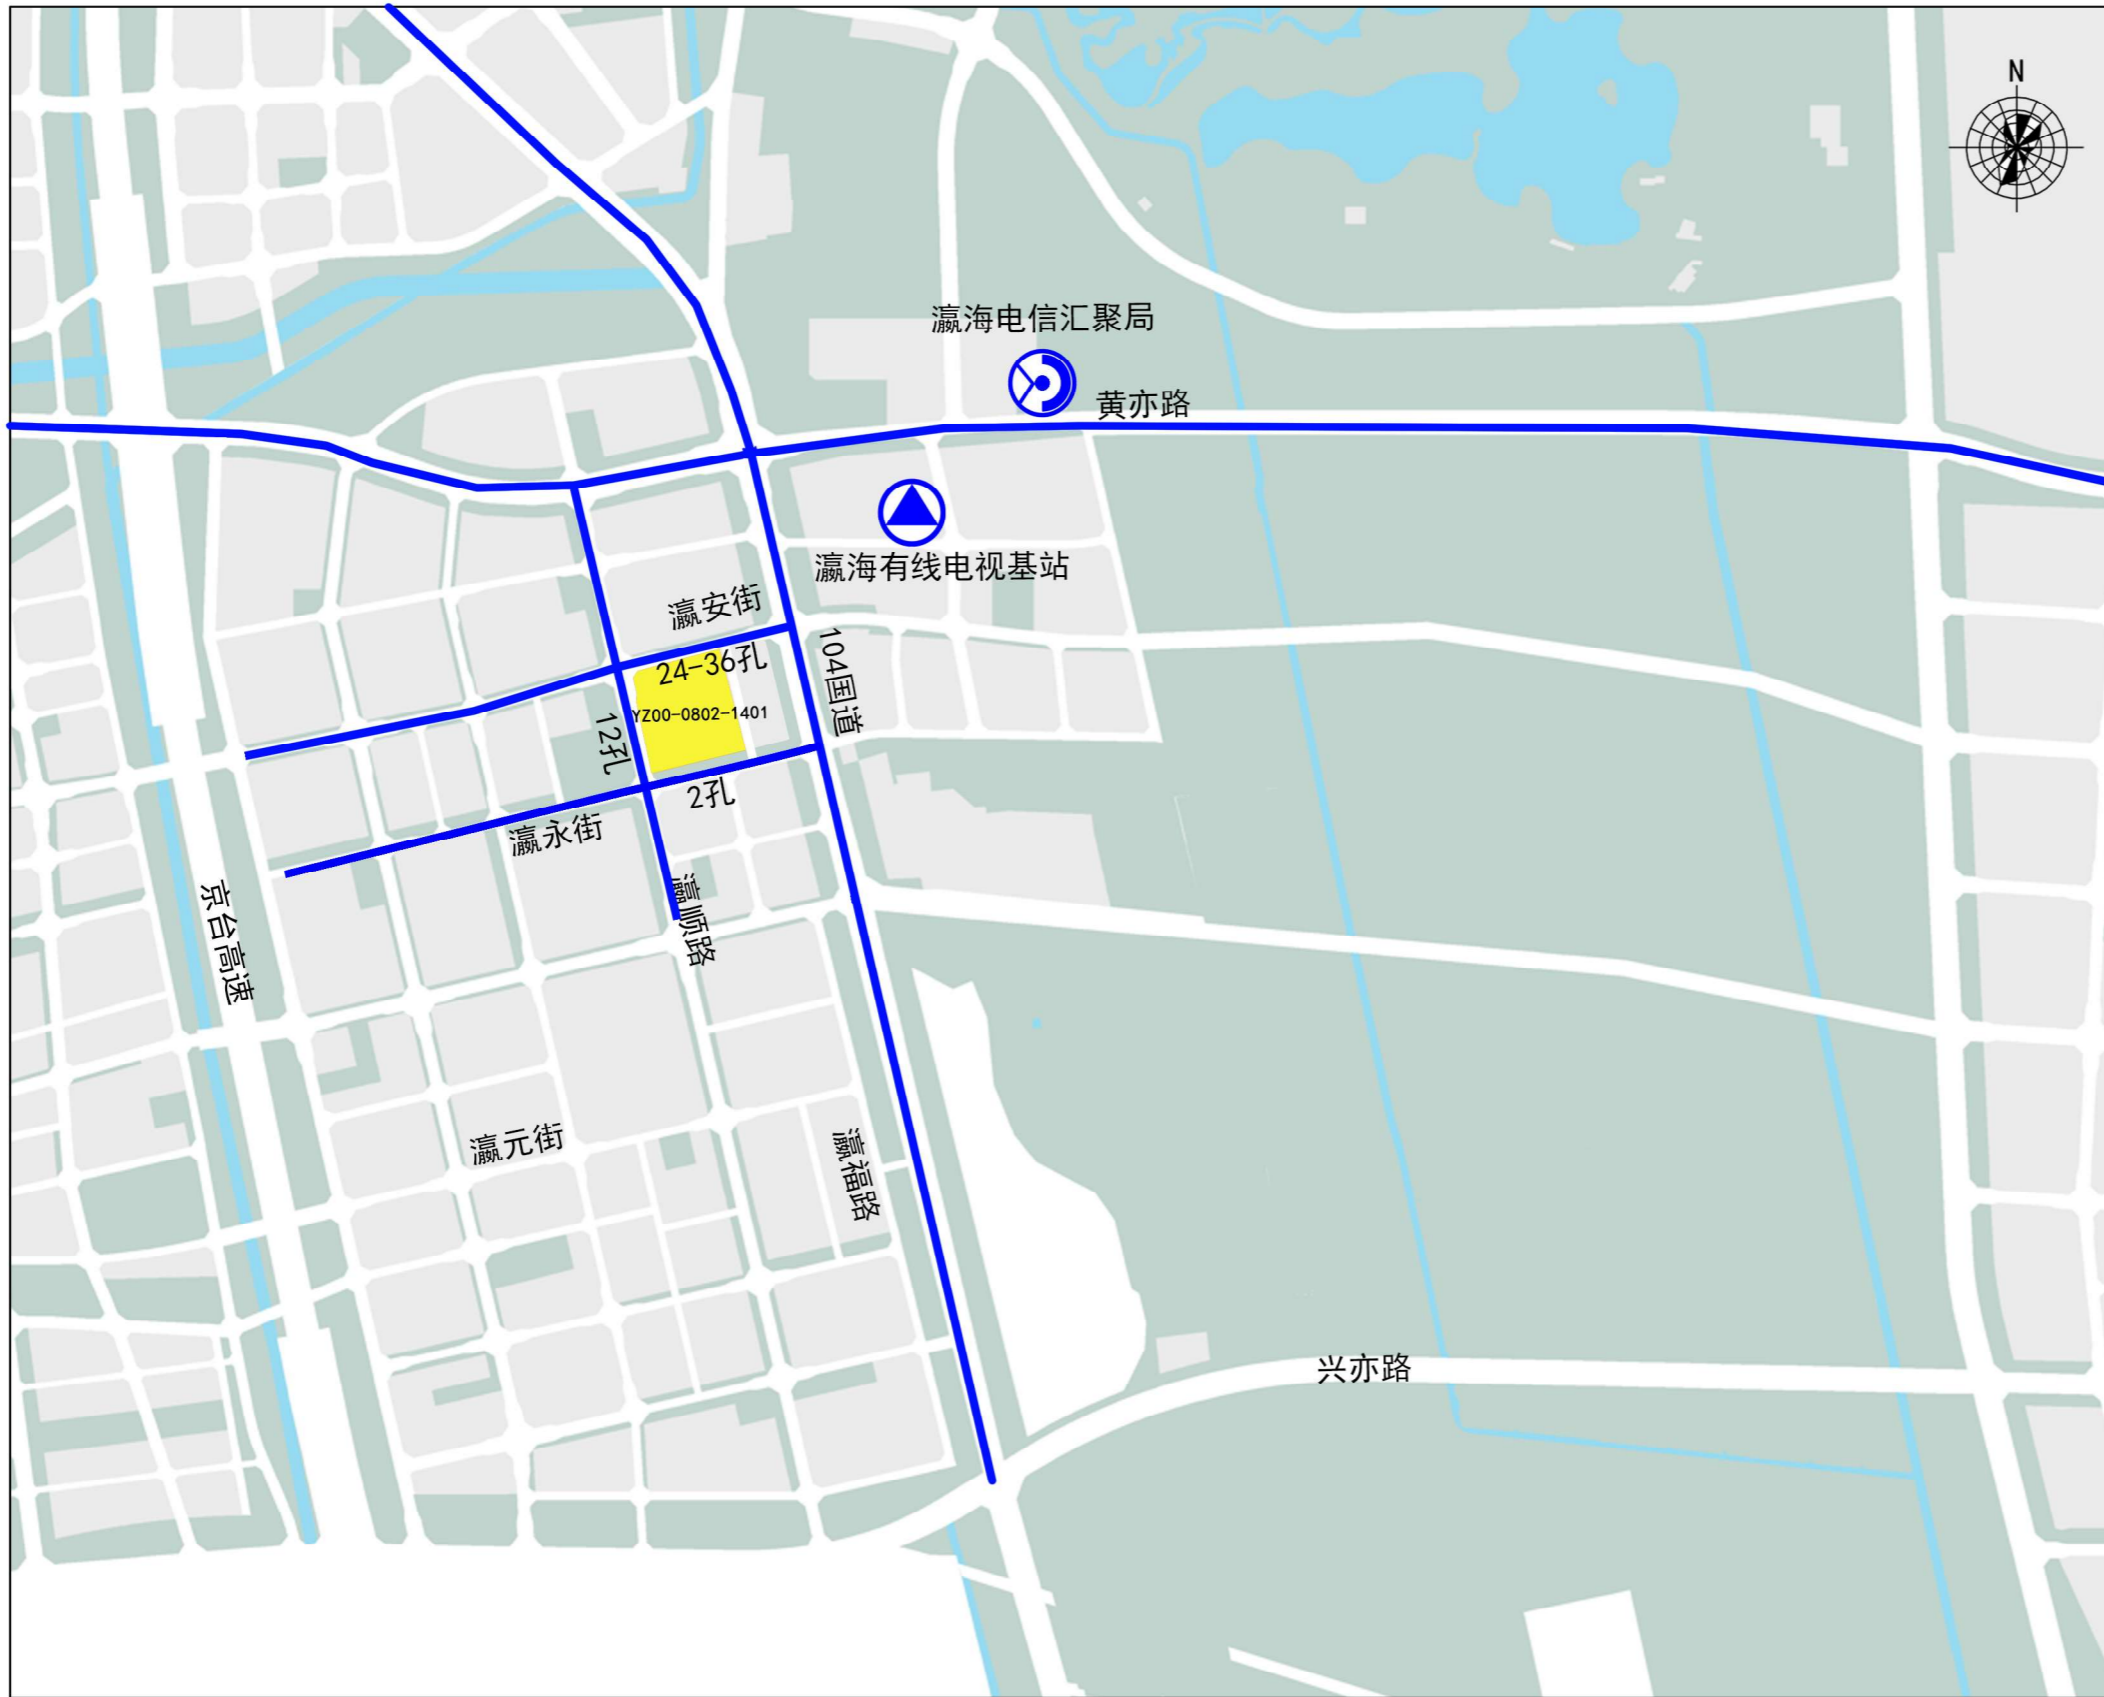 N
瀛海电信汇聚局
黄亦路
瀛海有线电视基站
瀛安街
24-36孔
104国道
YZ00-0802-1401
12孔
2孔
瀛永街
瀛顺路
京台高速
瀛元街
瀛福路
兴亦路